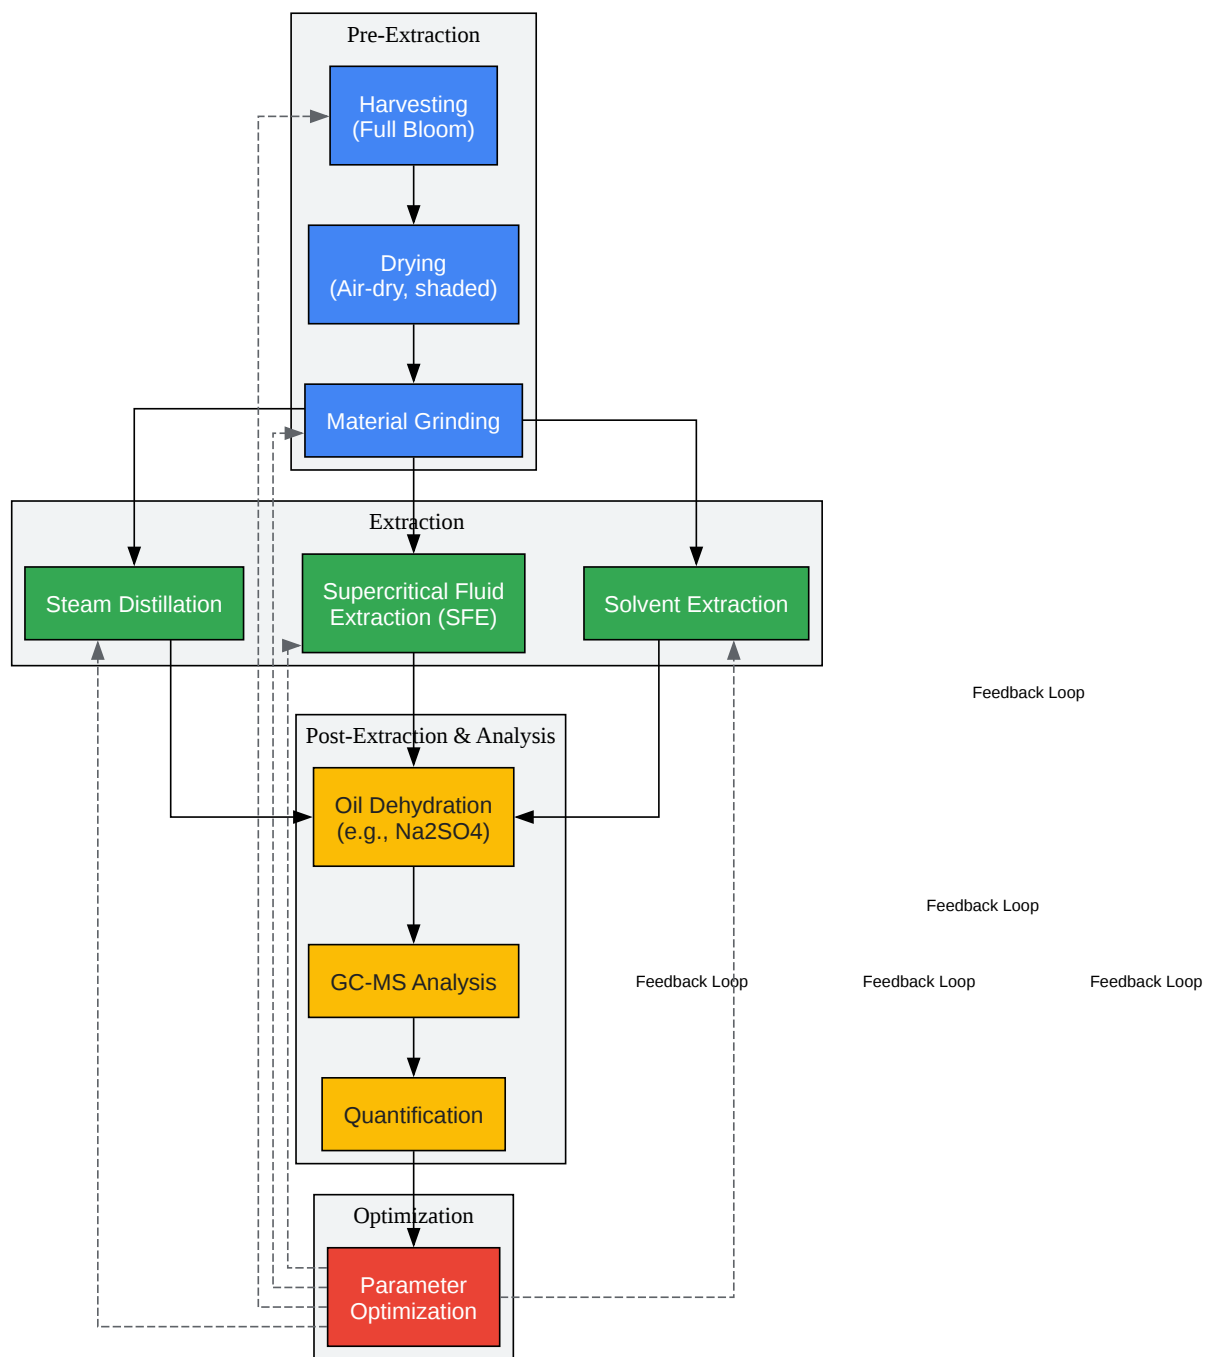 Pre-Extraction
Harvesting
(Full Bloom)
Drying
(Air-dry, shaded)
Material Grinding
Extraction
Steam Distillation
Supercritical Fluid
Extraction (SFE)
Solvent Extraction
Feedback Loop
Post-Extraction & Analysis
Oil Dehydration
(e.g., Na2SO4)
Feedback Loop
GC-MS Analysis
Feedback Loop
Feedback Loop
Feedback Loop
Quantification
Optimization
Parameter
Optimization